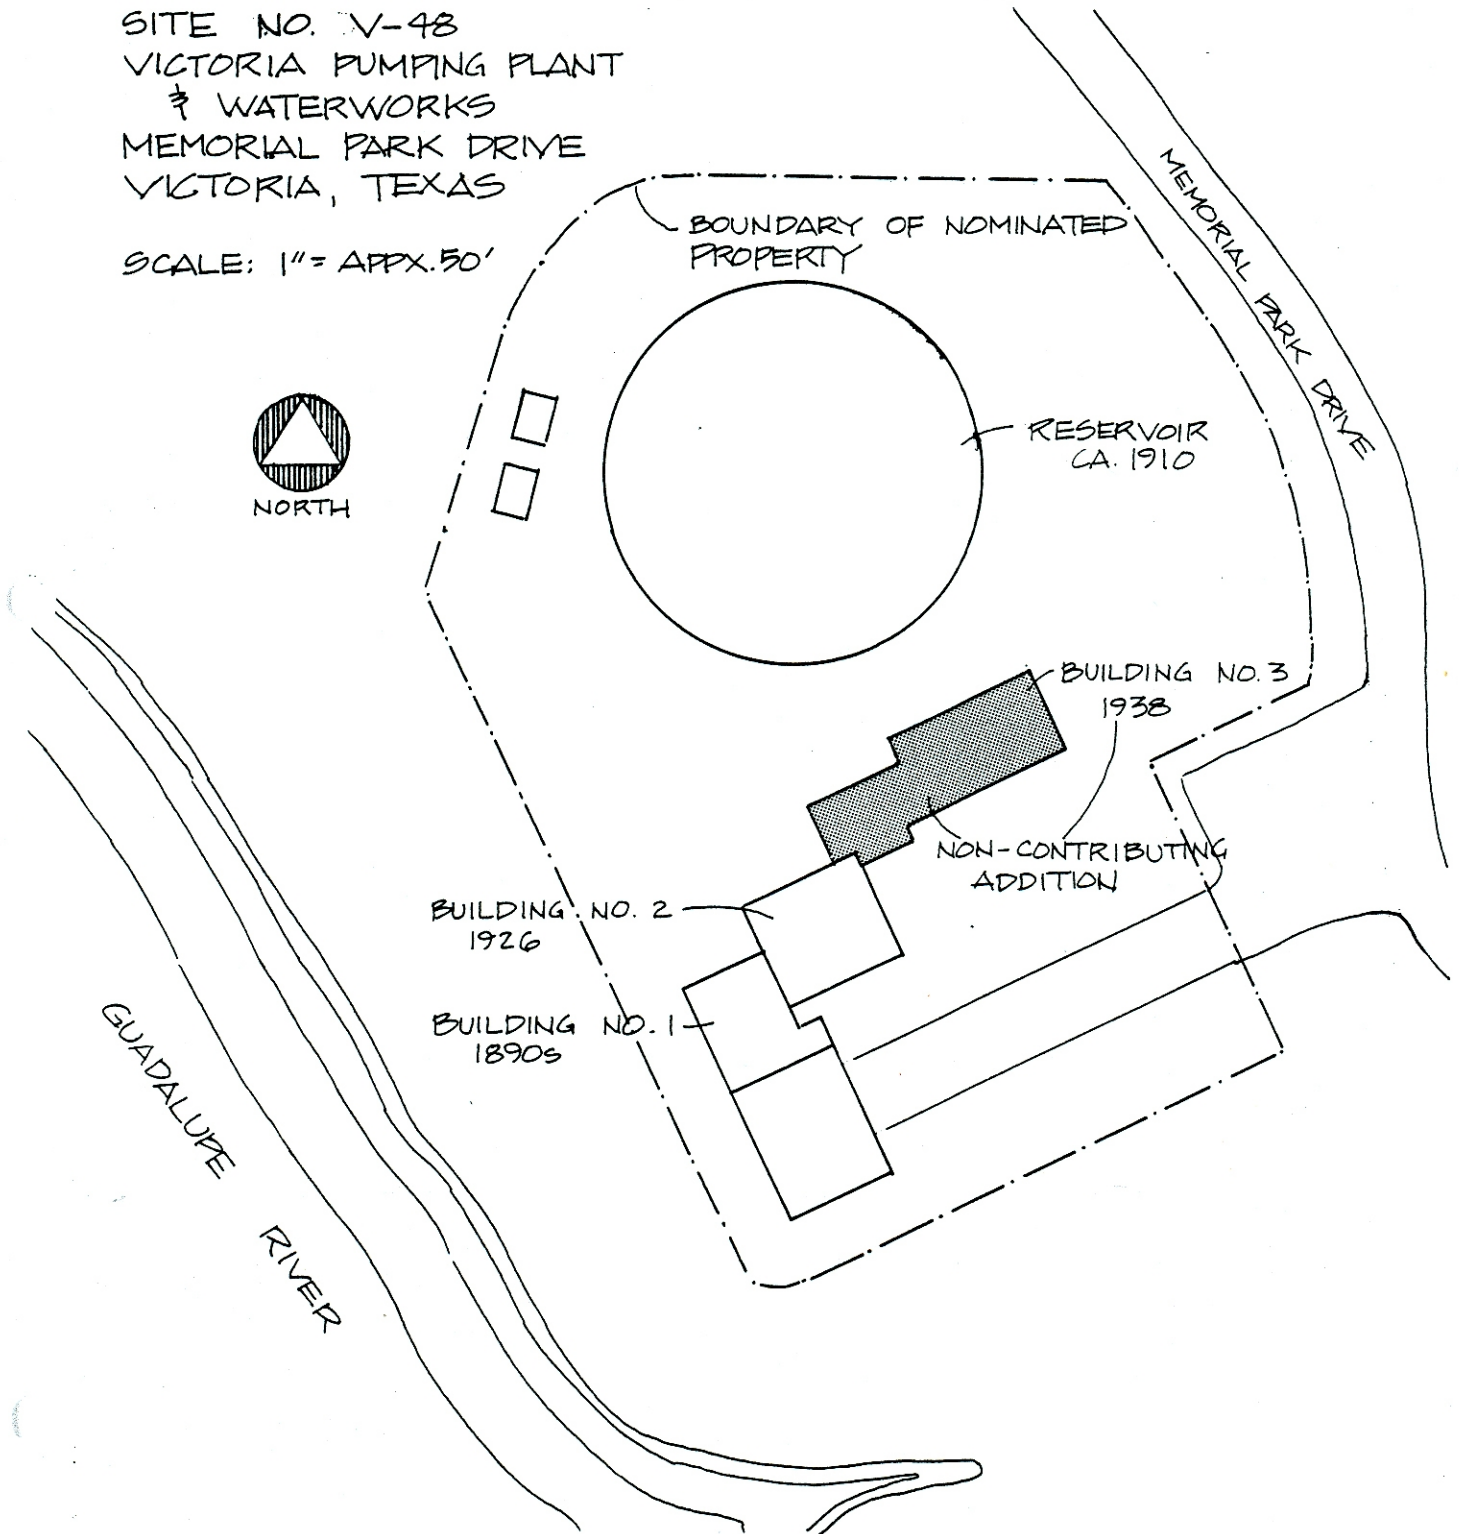 SITE NO. V-48
VICTORIA PUMPING PLANT
& WATERWORKS
MEMORIAL PARK DRIVE
VICTORIA, TEXAS
SCALE: 1"= APPX. 50'
BOUNDARY OF NOMINATED
PROPERTY
MEMORIAL PARK DRIVE
RESERVOIR
CA. 1910
NORTH
BUILDING NO. 3
1938
NON-CONTRIBUTING
ADDITION
BUILDING NO. 2
1926
BUILDING NO. 1
1890s
GUADALUPE RIVER